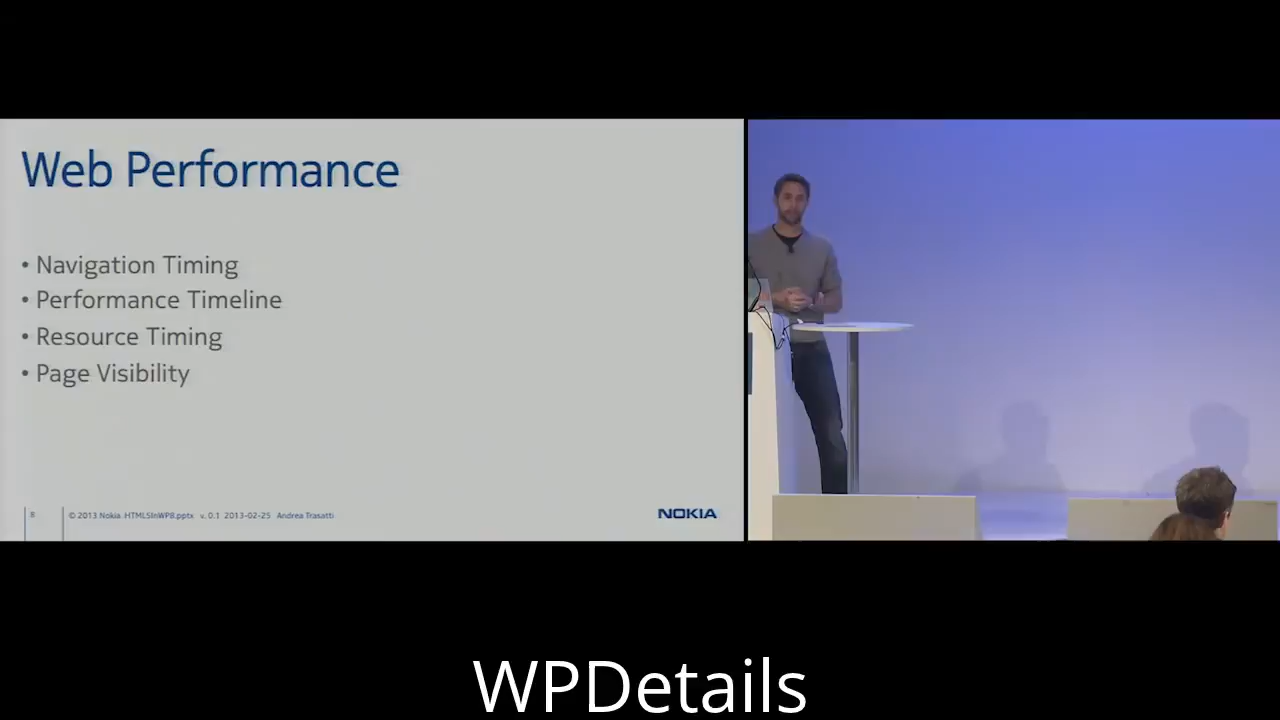 Web Performance
• Navigation Timing
• Performance Timeline
• Resource Timing
• Page Visibility
8
© 2013 Nokia HTML5InWP8.pptx v. 0.1 2013-02-25 Andrea Trasatti
NOKIA
WPDetails